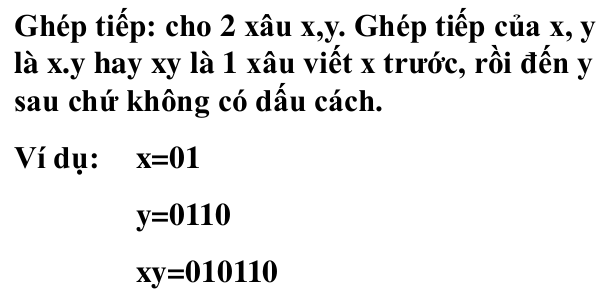 Ghép tiếp: cho 2 xâu x,y. Ghép tiếp của x, y
là x.y hay xy là 1 xâu viết x trước, rồi đến y
sau chứ không có dấu cách.
Ví dụ: x=01
y=0110
xy=010110